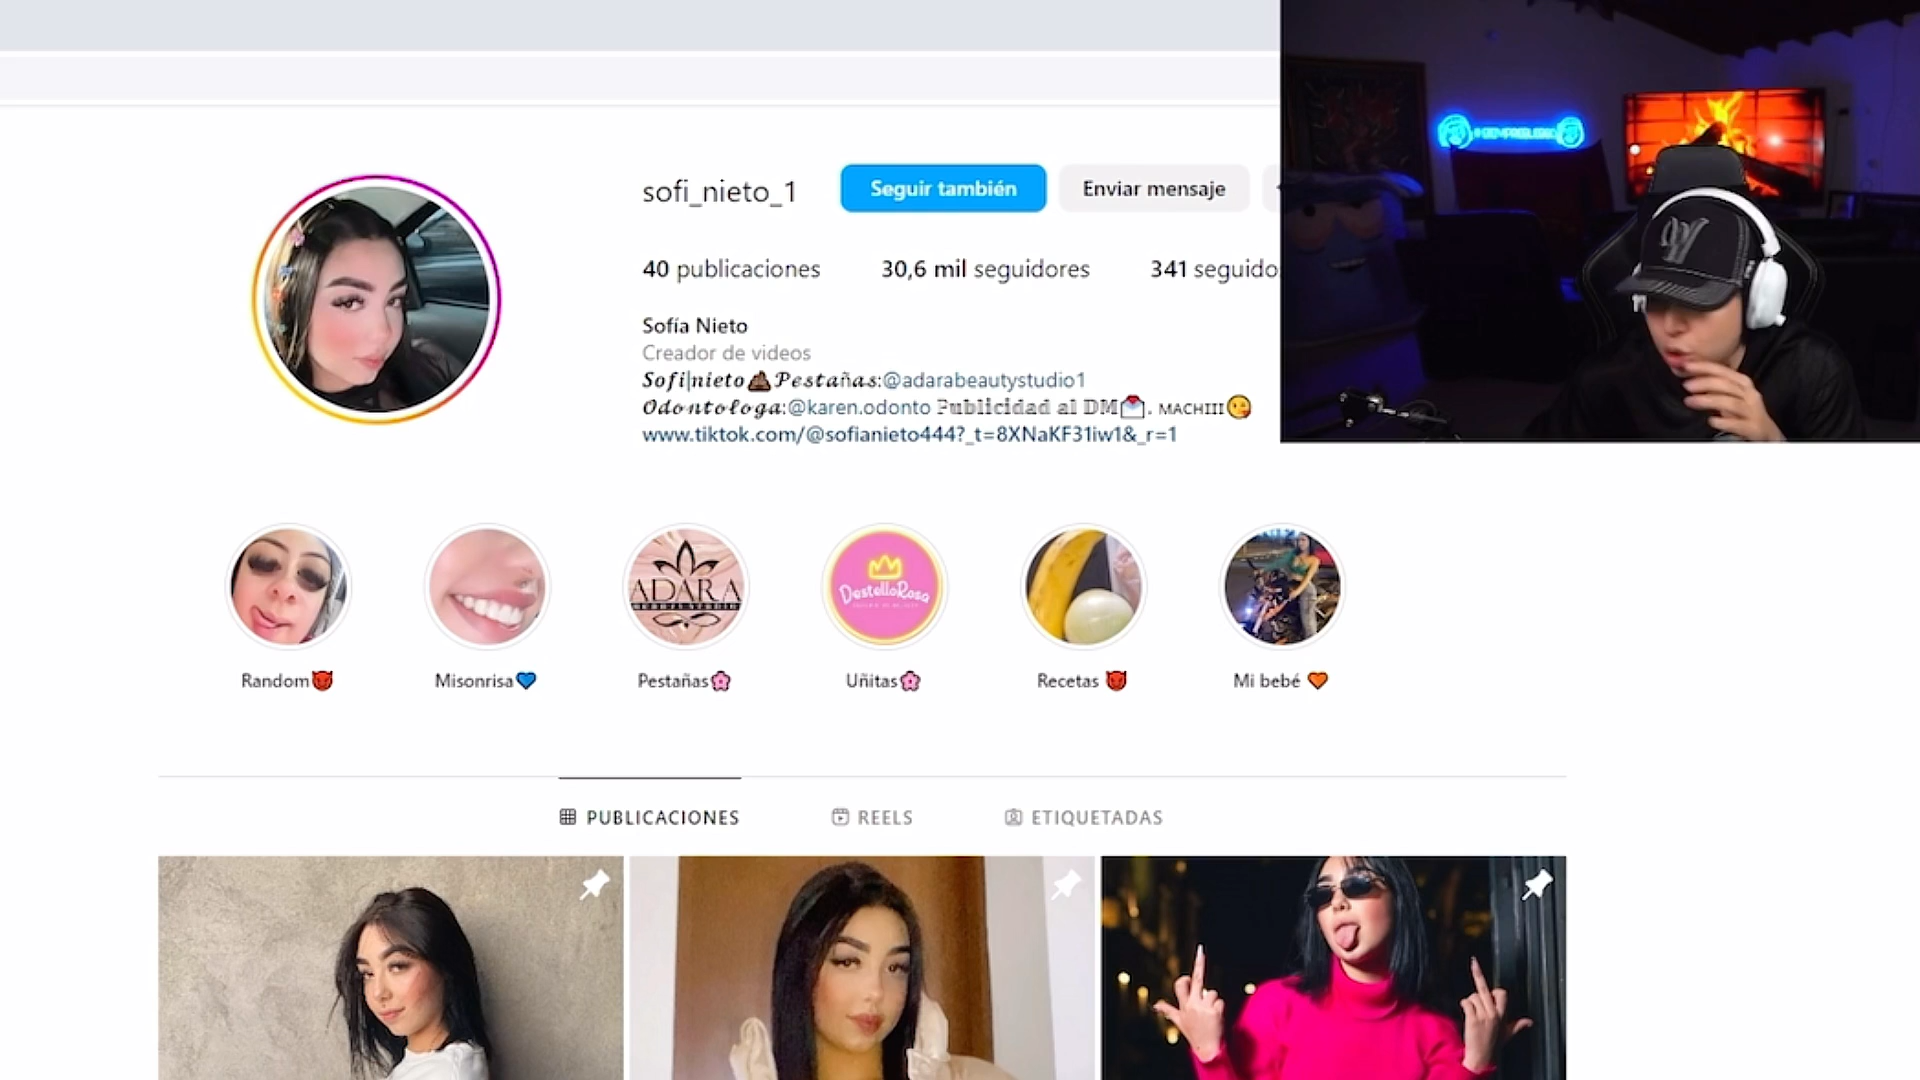 sofi_nieto_1
Seguir también
Enviar mensaje
40 publicaciones
30,6 mil seguidores
341 seguido
Sofía Nieto
Creador de videos
𝑺𝒐𝒇𝒊|𝒏𝒊𝒆𝒕𝒐💩𝓟𝓮𝓼𝓽𝓪ñ𝓪𝓼:@adarabeautystudio1
𝓞𝓭𝓸𝓷𝓽𝓸𝓵𝓸𝓰𝓪:@karen.odonto ℙ𝕦𝕓𝕝𝕚𝕔𝕚𝕕𝕒𝕕 𝕒𝕝 𝔻𝕄📩. ᴍᴀᴄʜɪɪɪ😘
www.tiktok.com/@sofianieto444?_t=8XNaKF31iw1&_r=1
ADARA
DestelloRosa
Random😈
Misonrisa💙
Pestañas🌸
Uñitas🌸
Recetas 😈
Mi bebé 🧡
PUBLICACIONES
REELS
ETIQUETADAS